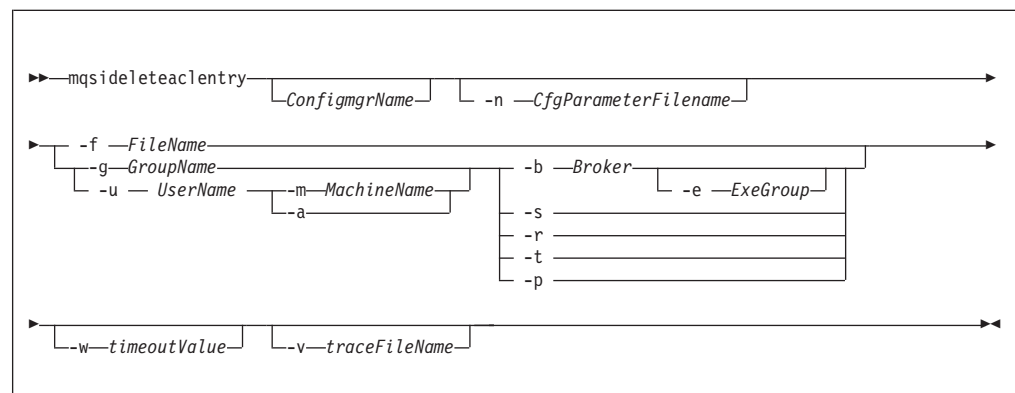 mqsideleteaclentry
ConfigmgrName -n CfgParameterFilename
-f FileName
-g GroupName -b Broker
-u UserName -m MachineName -e ExeGroup
-a -s
-r
-t
-p
-w timeoutValue -v traceFileName